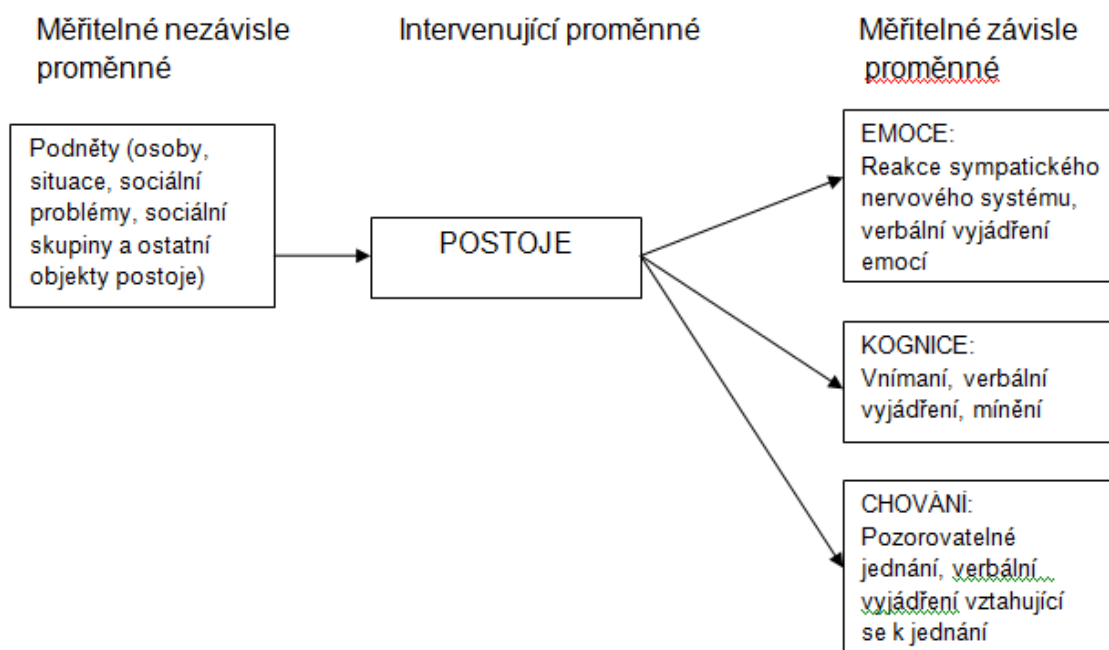 Měřitelné nezávisle
proměnné
Intervenující proměnné
Měřitelné závisle
proměnné
Podněty (osoby,
situace, sociální
problémy, sociální
skupiny a ostatní
objekty postoje)
POSTOJE
EMOCE:
Reakce sympatického
nervového systému,
verbální vyjádření
emocí
KOGNICE:
Vnímaní, verbální
vyjádření, mínění
CHOVÁNÍ:
Pozorovatelné
jednání, verbální
vyjádření vztahující
se k jednání